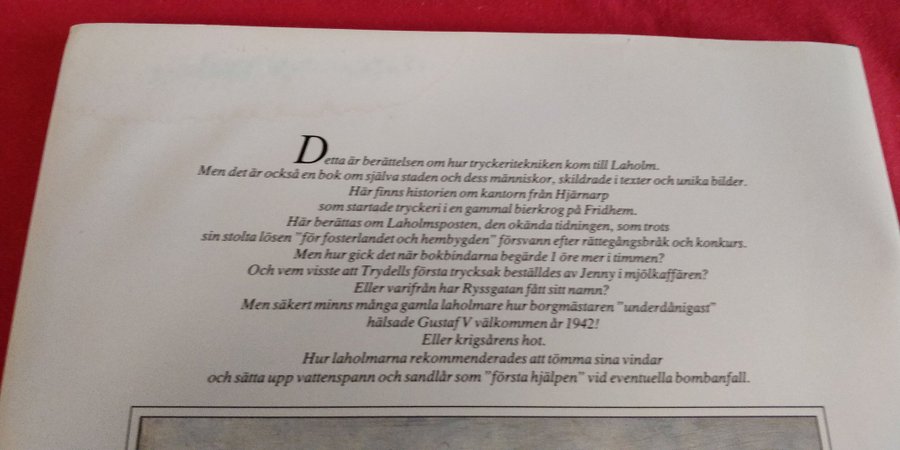 Detta är berättelsen om hur tryckeritekniken kom till Laholm.
Men det är också en bok om själva staden och dess människor, skildrade i texter och unika bilder.
Här finns historien om kantorn från Hjärnarp
som startade tryckeri i en gammal bierkrog på Fridhem.
Här berättas om Laholmsposten, den okända tidningen, som trots
sin stolta lösen ”för fosterlandet och hembygden” försvann efter rättegångsbråk och konkurs.
Men hur gick det när bokbindarna begärde 1 öre mer i timmen?
Och vem visste att Trydells första trycksak beställdes av Jenny i mjölkaffären?
Eller varifrån har Ryssgatan fått sitt namn?
Men säkert minns många gamla laholmare hur borgmästaren ”underdånigast”
hälsade Gustaf V välkommen år 1942!
Eller krigsårens hot.
Hur laholmarna rekommenderades att tömma sina vindar
och sätta upp vattenspann och sandlår som ”första hjälpen” vid eventuella bombanfall.